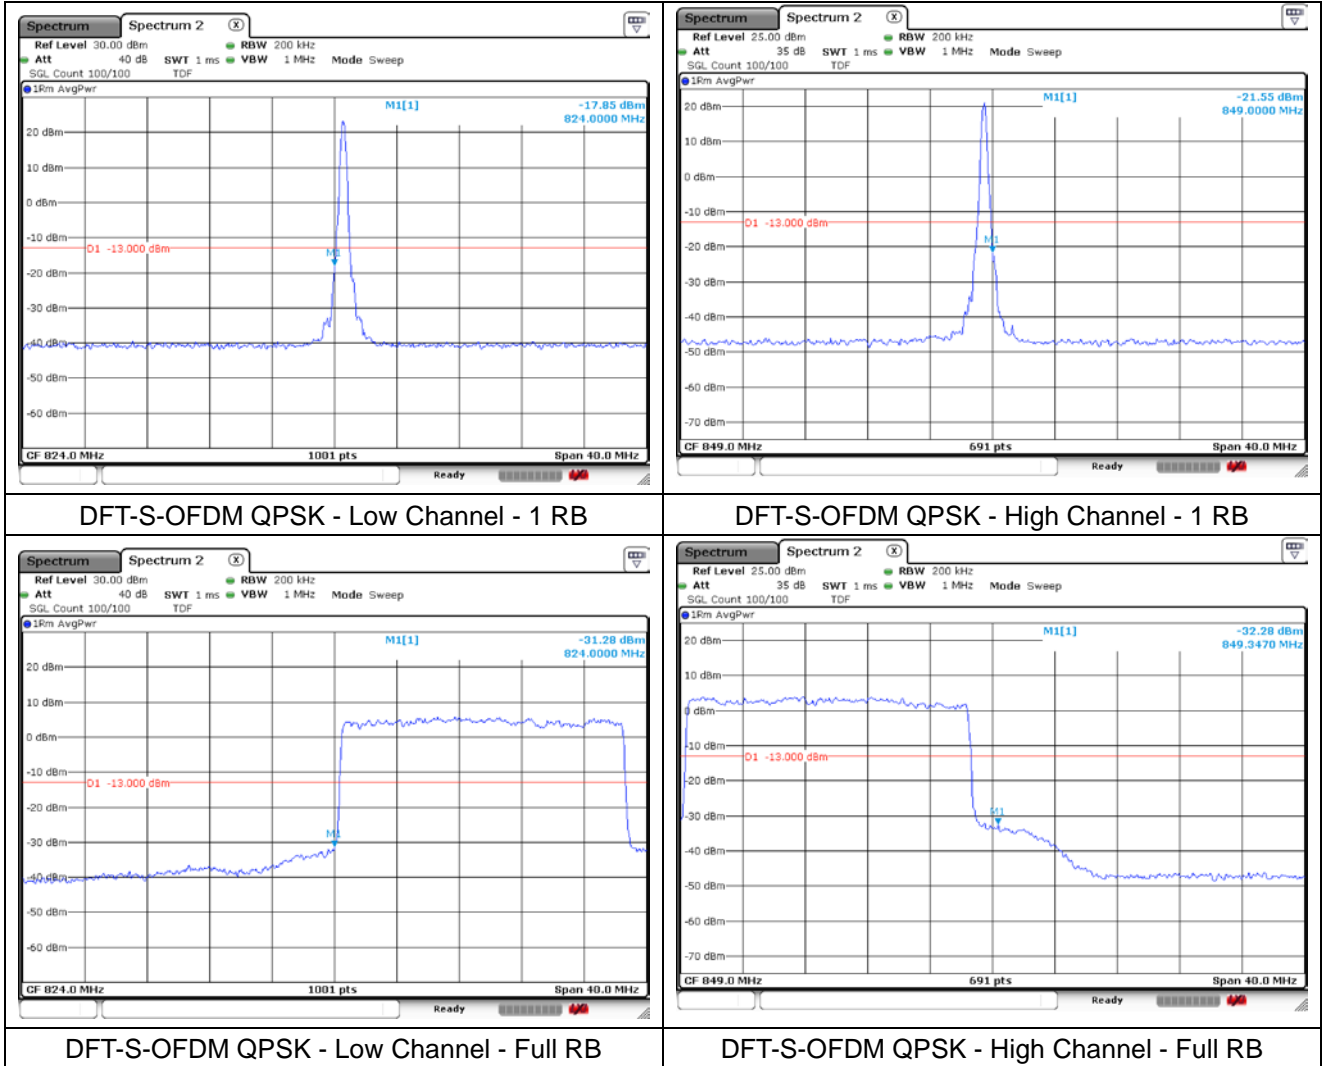 Spectrum Spectrum 2 X
Ref Level 30.00 dBm RBW 200 kHz
Att 40 dB SWT 1 ms VBW 1 MHz Mode Sweep
SGL Count 100/100 TDF
1Rm AvgPwr
M1[1] -17.85 dBm
824.0000 MHz
20 dBm
10 dBm
0 dBm
-10 dBm
D1 -13.000 dBm
M1
-20 dBm
-30 dBm
-40 dBm
-50 dBm
-60 dBm
CF 824.0 MHz 1001 pts Span 40.0 MHz
Ready
DFT-S-OFDM QPSK - Low Channel - 1 RB
Spectrum Spectrum 2 X
Ref Level 25.00 dBm RBW 200 kHz
Att 35 dB SWT 1 ms VBW 1 MHz Mode Sweep
SGL Count 100/100 TDF
1Rm AvgPwr
M1[1] -21.55 dBm
849.0000 MHz
20 dBm
10 dBm
0 dBm
-10 dBm
D1 -13.000 dBm
M1
-20 dBm
-30 dBm
-40 dBm
-50 dBm
-60 dBm
-70 dBm
CF 849.0 MHz 691 pts Span 40.0 MHz
Ready
DFT-S-OFDM QPSK - High Channel - 1 RB
Spectrum Spectrum 2 X
Ref Level 30.00 dBm RBW 200 kHz
Att 40 dB SWT 1 ms VBW 1 MHz Mode Sweep
SGL Count 100/100 TDF
1Rm AvgPwr
M1[1] -31.28 dBm
824.0000 MHz
20 dBm
10 dBm
0 dBm
-10 dBm
D1 -13.000 dBm
-20 dBm
M1
-30 dBm
-40 dBm
-50 dBm
-60 dBm
CF 824.0 MHz 1001 pts Span 40.0 MHz
Ready
DFT-S-OFDM QPSK - Low Channel - Full RB
Spectrum Spectrum 2 X
Ref Level 25.00 dBm RBW 200 kHz
Att 35 dB SWT 1 ms VBW 1 MHz Mode Sweep
SGL Count 100/100 TDF
1Rm AvgPwr
M1[1] -32.28 dBm
849.3470 MHz
20 dBm
10 dBm
0 dBm
-10 dBm
D1 -13.000 dBm
-20 dBm
M1
-30 dBm
-40 dBm
-50 dBm
-60 dBm
-70 dBm
CF 849.0 MHz 691 pts Span 40.0 MHz
Ready
DFT-S-OFDM QPSK - High Channel - Full RB